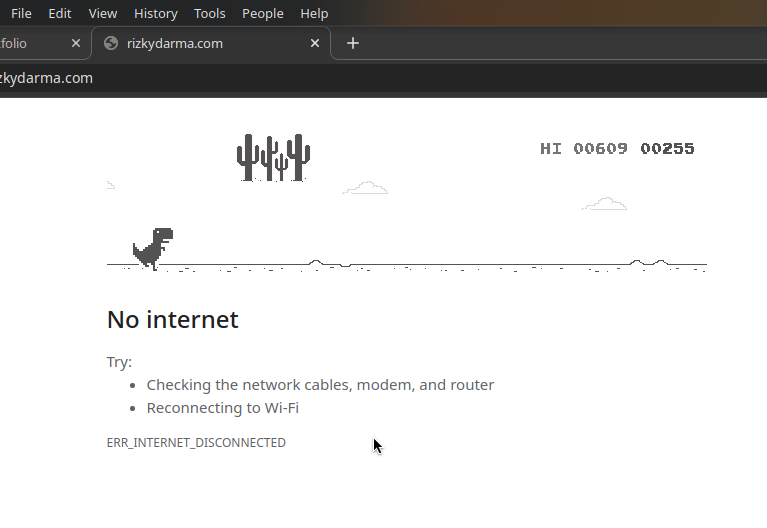 File Edit View History Tools People Help
folio
rizkydarma.com
zkydarma.com
HI 00609 00255
No internet
Try:
Checking the network cables, modem, and router
Reconnecting to Wi-Fi
ERR_INTERNET_DISCONNECTED